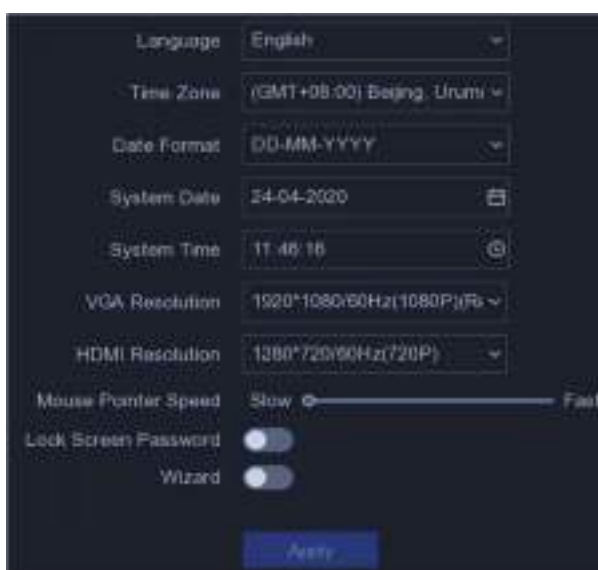 Language English
Time Zone (GMT+08:00) Beijing, Urumi
Date Format DD-MM-YYYY
System Date 24-04-2020
System Time 11:46:16
VGA Resolution 1920*1080/60Hz(1080P)(Re
HDMI Resolution 1280*720/60Hz(720P)
Mouse Pointer Speed Slow Fast
Lock Screen Password
Wizard
Apply